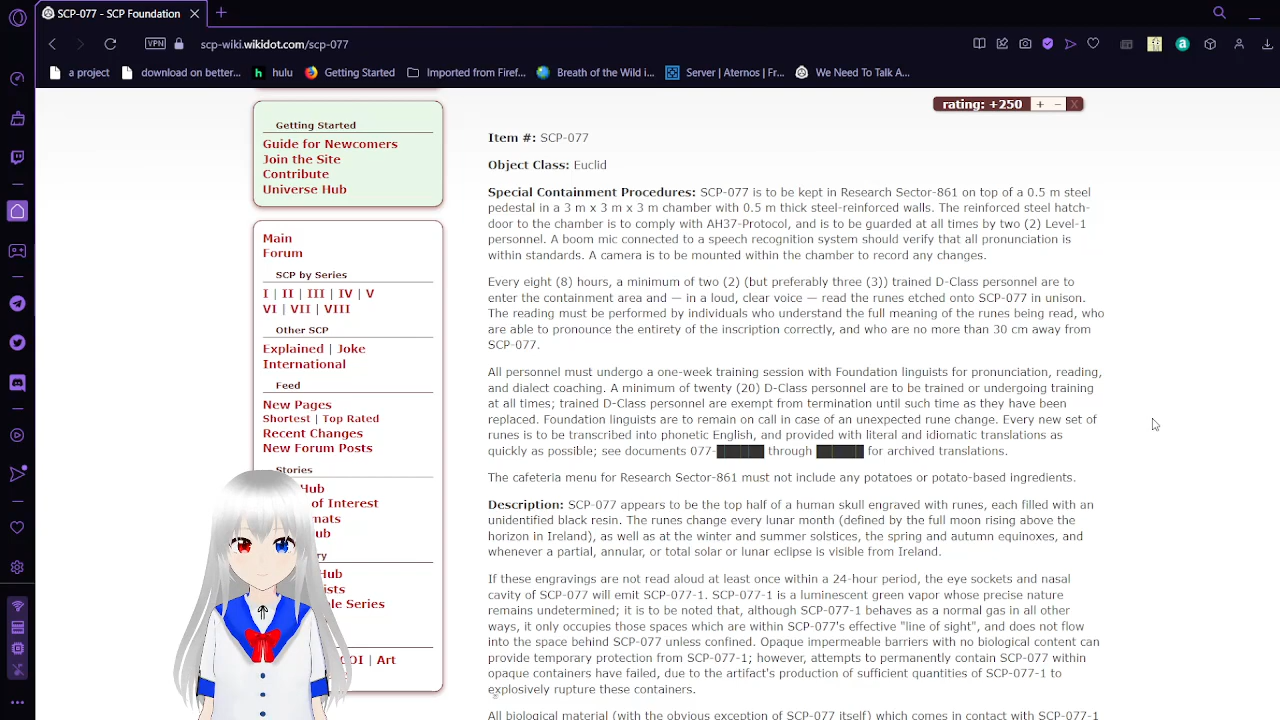 SCP-077 - SCP Foundation
VPN
scp-wiki.wikidot.com/scp-077
a project
download on better...
hulu
Getting Started
Imported from Firef...
Breath of the Wild i...
Server | Aternos | Fr...
We Need To Talk A...
Getting Started
Guide for Newcomers
Join the Site
Contribute
Universe Hub
Main
Forum
SCP by Series
I | II | III | IV | V
VI | VII | VIII
Other SCP
Explained | Joke
International
Feed
New Pages
Shortest | Top Rated
Recent Changes
New Forum Posts
Stories
Hub
of Interest
mats
ub
ry
Hub
ists
le Series
OI | Art
rating: +250 + – X
Item #: SCP-077
Object Class: Euclid
Special Containment Procedures: SCP-077 is to be kept in Research Sector-861 on top of a 0.5 m steel
pedestal in a 3 m x 3 m x 3 m chamber with 0.5 m thick steel-reinforced walls. The reinforced steel hatch-
door to the chamber is to comply with AH37-Protocol, and is to be guarded at all times by two (2) Level-1
personnel. A boom mic connected to a speech recognition system should verify that all pronunciation is
within standards. A camera is to be mounted within the chamber to record any changes.
Every eight (8) hours, a minimum of two (2) (but preferably three (3)) trained D-Class personnel are to
enter the containment area and — in a loud, clear voice — read the runes etched onto SCP-077 in unison.
The reading must be performed by individuals who understand the full meaning of the runes being read, who
are able to pronounce the entirety of the inscription correctly, and who are no more than 30 cm away from
SCP-077.
All personnel must undergo a one-week training session with Foundation linguists for pronunciation, reading,
and dialect coaching. A minimum of twenty (20) D-Class personnel are to be trained or undergoing training
at all times; trained D-Class personnel are exempt from termination until such time as they have been
replaced. Foundation linguists are to remain on call in case of an unexpected rune change. Every new set of
runes is to be transcribed into phonetic English, and provided with literal and idiomatic translations as
quickly as possible; see documents 077-██████ through ██████ for archived translations.
The cafeteria menu for Research Sector-861 must not include any potatoes or potato-based ingredients.
Description: SCP-077 appears to be the top half of a human skull engraved with runes, each filled with an
unidentified black resin. The runes change every lunar month (defined by the full moon rising above the
horizon in Ireland), as well as at the winter and summer solstices, the spring and autumn equinoxes, and
whenever a partial, annular, or total solar or lunar eclipse is visible from Ireland.
If these engravings are not read aloud at least once within a 24-hour period, the eye sockets and nasal
cavity of SCP-077 will emit SCP-077-1. SCP-077-1 is a luminescent green vapor whose precise nature
remains undetermined; it is to be noted that, although SCP-077-1 behaves as a normal gas in all other
ways, it only occupies those spaces which are within SCP-077's effective "line of sight", and does not flow
into the space behind SCP-077 unless confined. Opaque impermeable barriers with no biological content can
provide temporary protection from SCP-077-1; however, attempts to permanently contain SCP-077 within
opaque containers have failed, due to the artifact's production of sufficient quantities of SCP-077-1 to
explosively rupture these containers.
All biological material (with the obvious exception of SCP-077 itself) which comes in contact with SCP-077-1